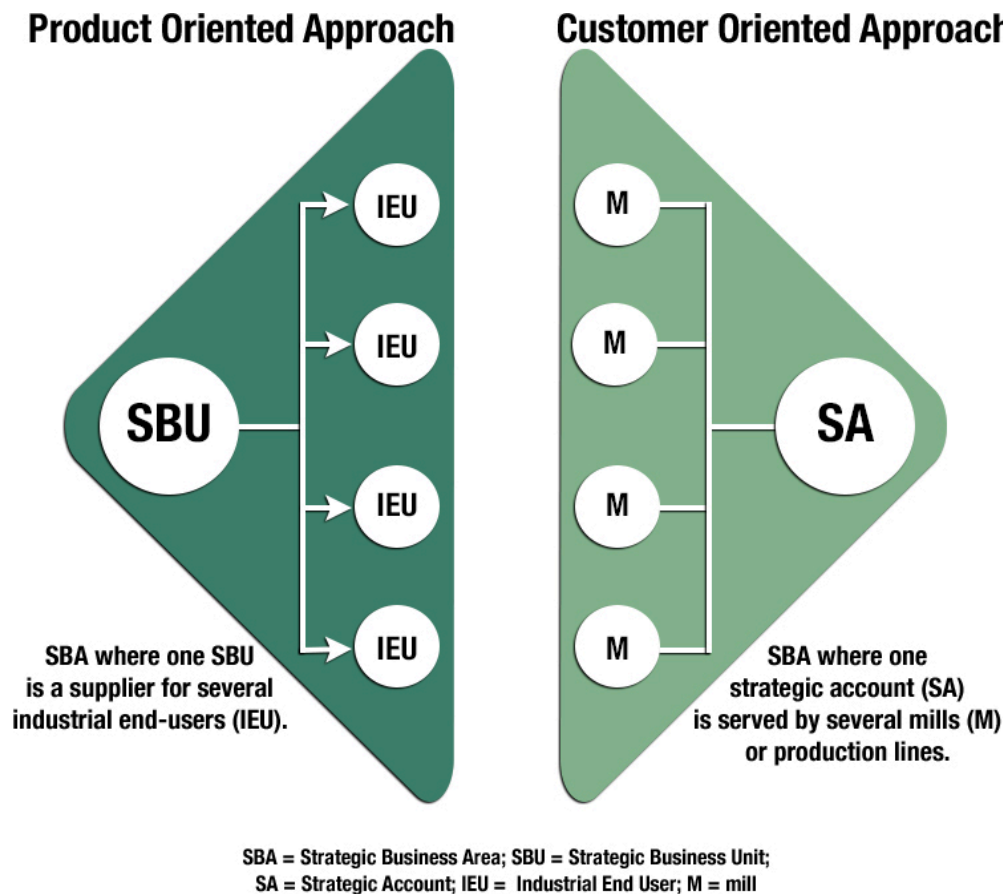 Product Oriented Approach
Customer Oriented Approach
IEU
IEU
SBU
IEU
IEU
M
M
SA
M
M
SBA where one SBU
is a supplier for several
industrial end-users (IEU).
SBA where one
strategic account (SA)
is served by several mills (M)
or production lines.
SBA = Strategic Business Area; SBU = Strategic Business Unit;
SA = Strategic Account; IEU = Industrial End User; M = mill